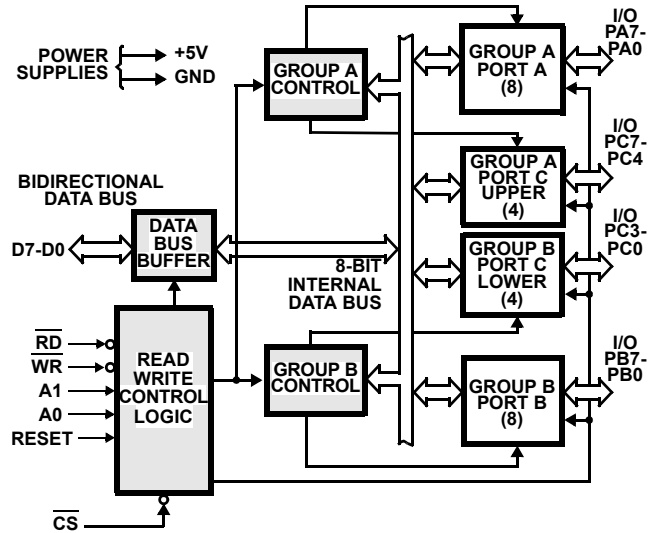 POWER
SUPPLIES
+5V
GND
GROUP A
CONTROL
GROUP A
PORT A
(8)
I/O
PA7-
PA0
GROUP A
PORT C
UPPER
(4)
I/O
PC7-
PC4
BIDIRECTIONAL
DATA BUS
D7-D0
DATA
BUS
BUFFER
8-BIT
INTERNAL
DATA BUS
GROUP B
PORT C
LOWER
(4)
I/O
PC3-
PC0
RD
WR
A1
A0
RESET
READ
WRITE
CONTROL
LOGIC
CS
GROUP B
CONTROL
GROUP B
PORT B
(8)
I/O
PB7-
PB0